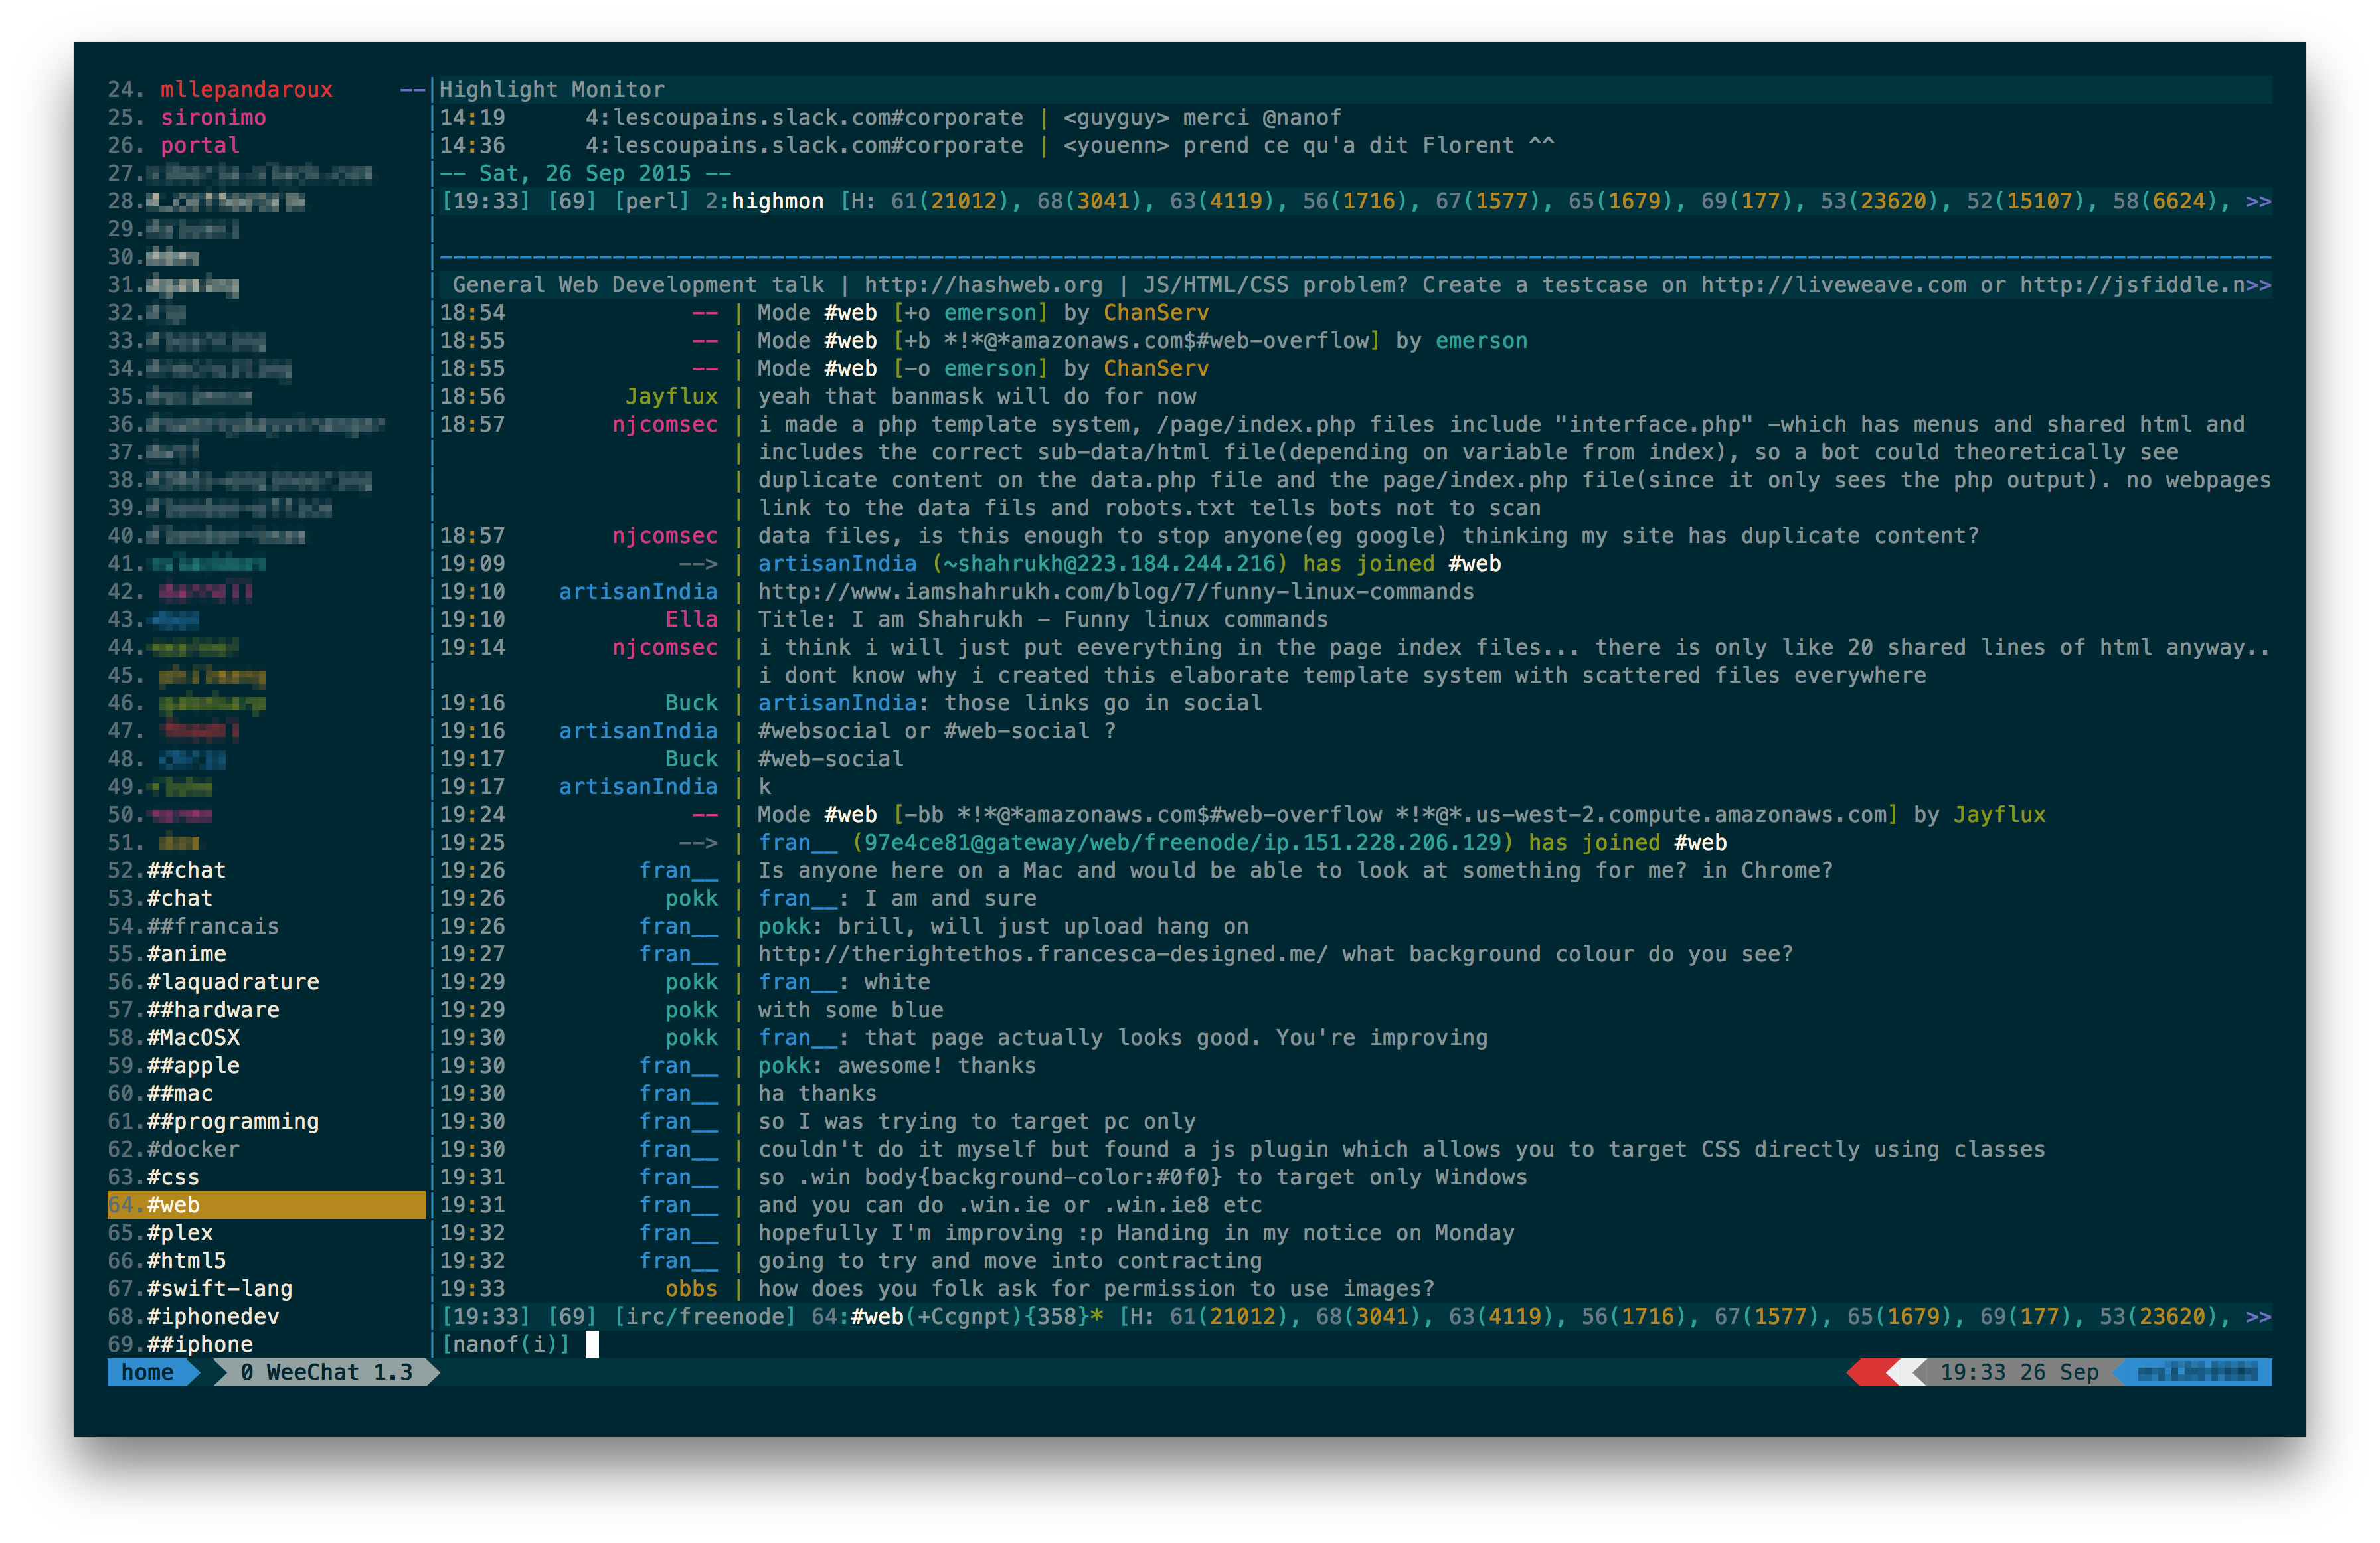 24. mllepandaroux --
25. sironimo
26. portal
27.
28.
29.
30.
31.
32.
33.
34.
35.
36.
37.
38.
39.
40.
41.
42.
43.
44.
45.
46.
47.
48.
49.
50.
51.
52.##chat
53.#chat
54.##francais
55.#anime
56.#laquadrature
57.##hardware
58.#MacOSX
59.##apple
60.##mac
61.##programming
62.#docker
63.#css
64.#web
65.#plex
66.#html5
67.#swift-lang
68.#iphonedev
69.##iphone
Highlight Monitor
14:19 4:lescoupains.slack.com#corporate | <guyguy> merci @nanof
14:36 4:lescoupains.slack.com#corporate | <youenn> prend ce qu'a dit Florent ^^
-- Sat, 26 Sep 2015 --
[19:33] [69] [perl] 2:highmon [H: 61(21012), 68(3041), 63(4119), 56(1716), 67(1577), 65(1679), 69(177), 53(23620), 52(15107), 58(6624), >>
General Web Development talk | http://hashweb.org | JS/HTML/CSS problem? Create a testcase on http://liveweave.com or http://jsfiddle.n>>
18:54 -- | Mode #web [+o emerson] by ChanServ
18:55 -- | Mode #web [+b *!*@*amazonaws.com$#web-overflow] by emerson
18:55 -- | Mode #web [-o emerson] by ChanServ
18:56 Jayflux | yeah that banmask will do for now
18:57 njcomsec | i made a php template system, /page/index.php files include "interface.php" -which has menus and shared html and
| includes the correct sub-data/html file(depending on variable from index), so a bot could theoretically see
| duplicate content on the data.php file and the page/index.php file(since it only sees the php output). no webpages
| link to the data fils and robots.txt tells bots not to scan
18:57 njcomsec | data files, is this enough to stop anyone(eg google) thinking my site has duplicate content?
19:09 --> | artisanIndia (~shahrukh@223.184.244.216) has joined #web
19:10 artisanIndia | http://www.iamshahrukh.com/blog/7/funny-linux-commands
19:10 Ella | Title: I am Shahrukh - Funny linux commands
19:14 njcomsec | i think i will just put eeverything in the page index files... there is only like 20 shared lines of html anyway..
| i dont know why i created this elaborate template system with scattered files everywhere
19:16 Buck | artisanIndia: those links go in social
19:16 artisanIndia | #websocial or #web-social ?
19:17 Buck | #web-social
19:17 artisanIndia | k
19:24 -- | Mode #web [-bb *!*@*amazonaws.com$#web-overflow *!*@*.us-west-2.compute.amazonaws.com] by Jayflux
19:25 --> | fran__ (97e4ce81@gateway/web/freenode/ip.151.228.206.129) has joined #web
19:26 fran__ | Is anyone here on a Mac and would be able to look at something for me? in Chrome?
19:26 pokk | fran__: I am and sure
19:26 fran__ | pokk: brill, will just upload hang on
19:27 fran__ | http://therightethos.francesca-designed.me/ what background colour do you see?
19:29 pokk | fran__: white
19:29 pokk | with some blue
19:30 pokk | fran__: that page actually looks good. You're improving
19:30 fran__ | pokk: awesome! thanks
19:30 fran__ | ha thanks
19:30 fran__ | so I was trying to target pc only
19:30 fran__ | couldn't do it myself but found a js plugin which allows you to target CSS directly using classes
19:31 fran__ | so .win body{background-color:#0f0} to target only Windows
19:31 fran__ | and you can do .win.ie or .win.ie8 etc
19:32 fran__ | hopefully I'm improving :p Handing in my notice on Monday
19:32 fran__ | going to try and move into contracting
19:33 obbs | how does you folk ask for permission to use images?
[19:33] [69] [irc/freenode] 64:#web(+Ccgnpt){358}* [H: 61(21012), 68(3041), 63(4119), 56(1716), 67(1577), 65(1679), 69(177), 53(23620), >>
[nanof(i)]
home 0 WeeChat 1.3 19:33 26 Sep